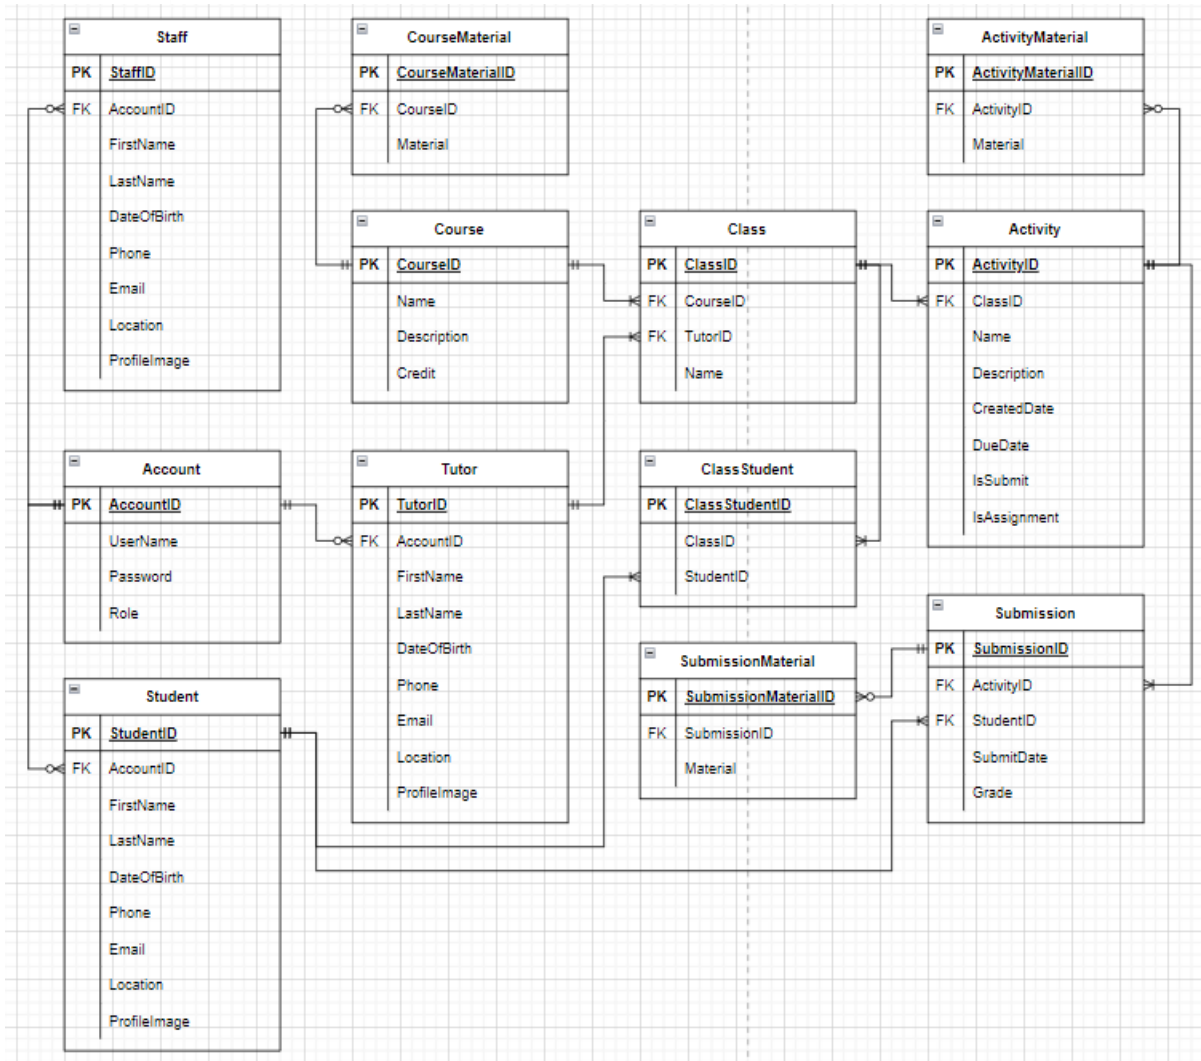 Staff
PK StaffID
FK AccountID
FirstName
LastName
DateOfBirth
Phone
Email
Location
ProfileImage
CourseMaterial
PK CourseMaterialID
FK CourseID
Material
ActivityMaterial
PK ActivityMaterialID
FK ActivityID
Material
Course
PK CourseID
Name
Description
Credit
Class
PK ClassID
FK CourseID
FK TutorID
Name
Activity
PK ActivityID
FK ClassID
Name
Description
CreatedDate
DueDate
IsSubmit
IsAssignment
Account
PK AccountID
UserName
Password
Role
Tutor
PK TutorID
FK AccountID
FirstName
LastName
DateOfBirth
Phone
Email
Location
ProfileImage
ClassStudent
PK ClassStudentID
ClassID
StudentID
Submission
PK SubmissionID
FK ActivityID
FK StudentID
SubmitDate
Grade
SubmissionMaterial
PK SubmissionMaterialID
FK SubmissionID
Material
Student
PK StudentID
FK AccountID
FirstName
LastName
DateOfBirth
Phone
Email
Location
ProfileImage